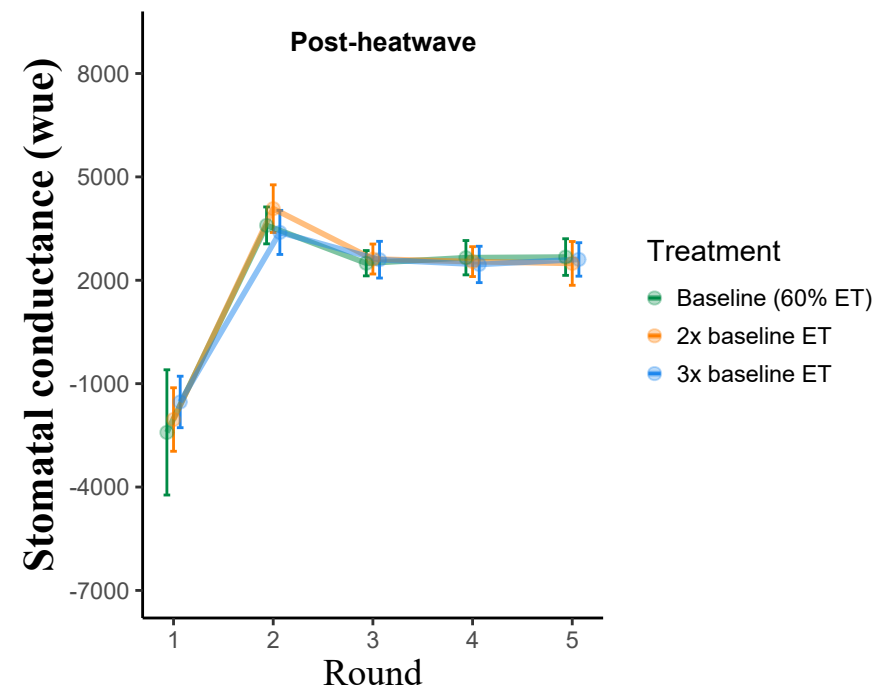 Post-heatwave
Stomatal conductance (wue)
8000
5000
2000
-1000
-4000
-7000
1 2 3 4 5
Round
Treatment
Baseline (60% ET)
2x baseline ET
3x baseline ET